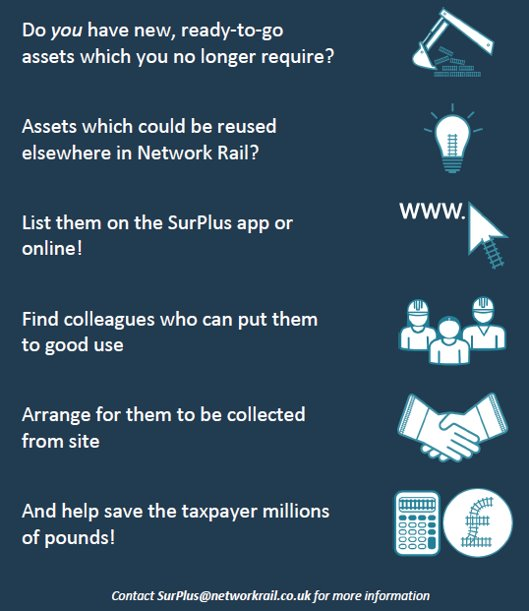 Do you have new, ready-to-go
assets which you no longer require?
Assets which could be reused
elsewhere in Network Rail?
www.
List them on the SurPlus app or
online!
Find colleagues who can put them
to good use
Arrange for them to be collected
from site
And help save the taxpayer millions
of pounds!
£
Contact SurPlus@networkrail.co.uk for more information